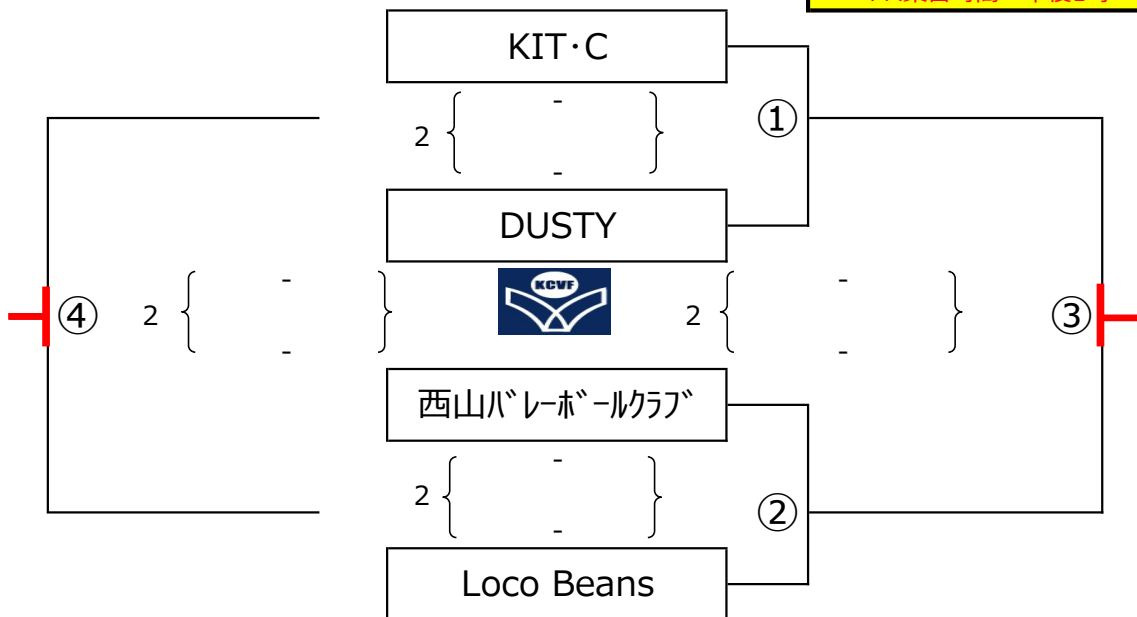 KIT・C
2 - -
①
DUSTY
KCVF
④ 2 - -
2 - - ③
西山ﾊﾞﾚｰﾎﾞｰﾙｸﾗﾌﾞ
2 - -
②
Loco Beans